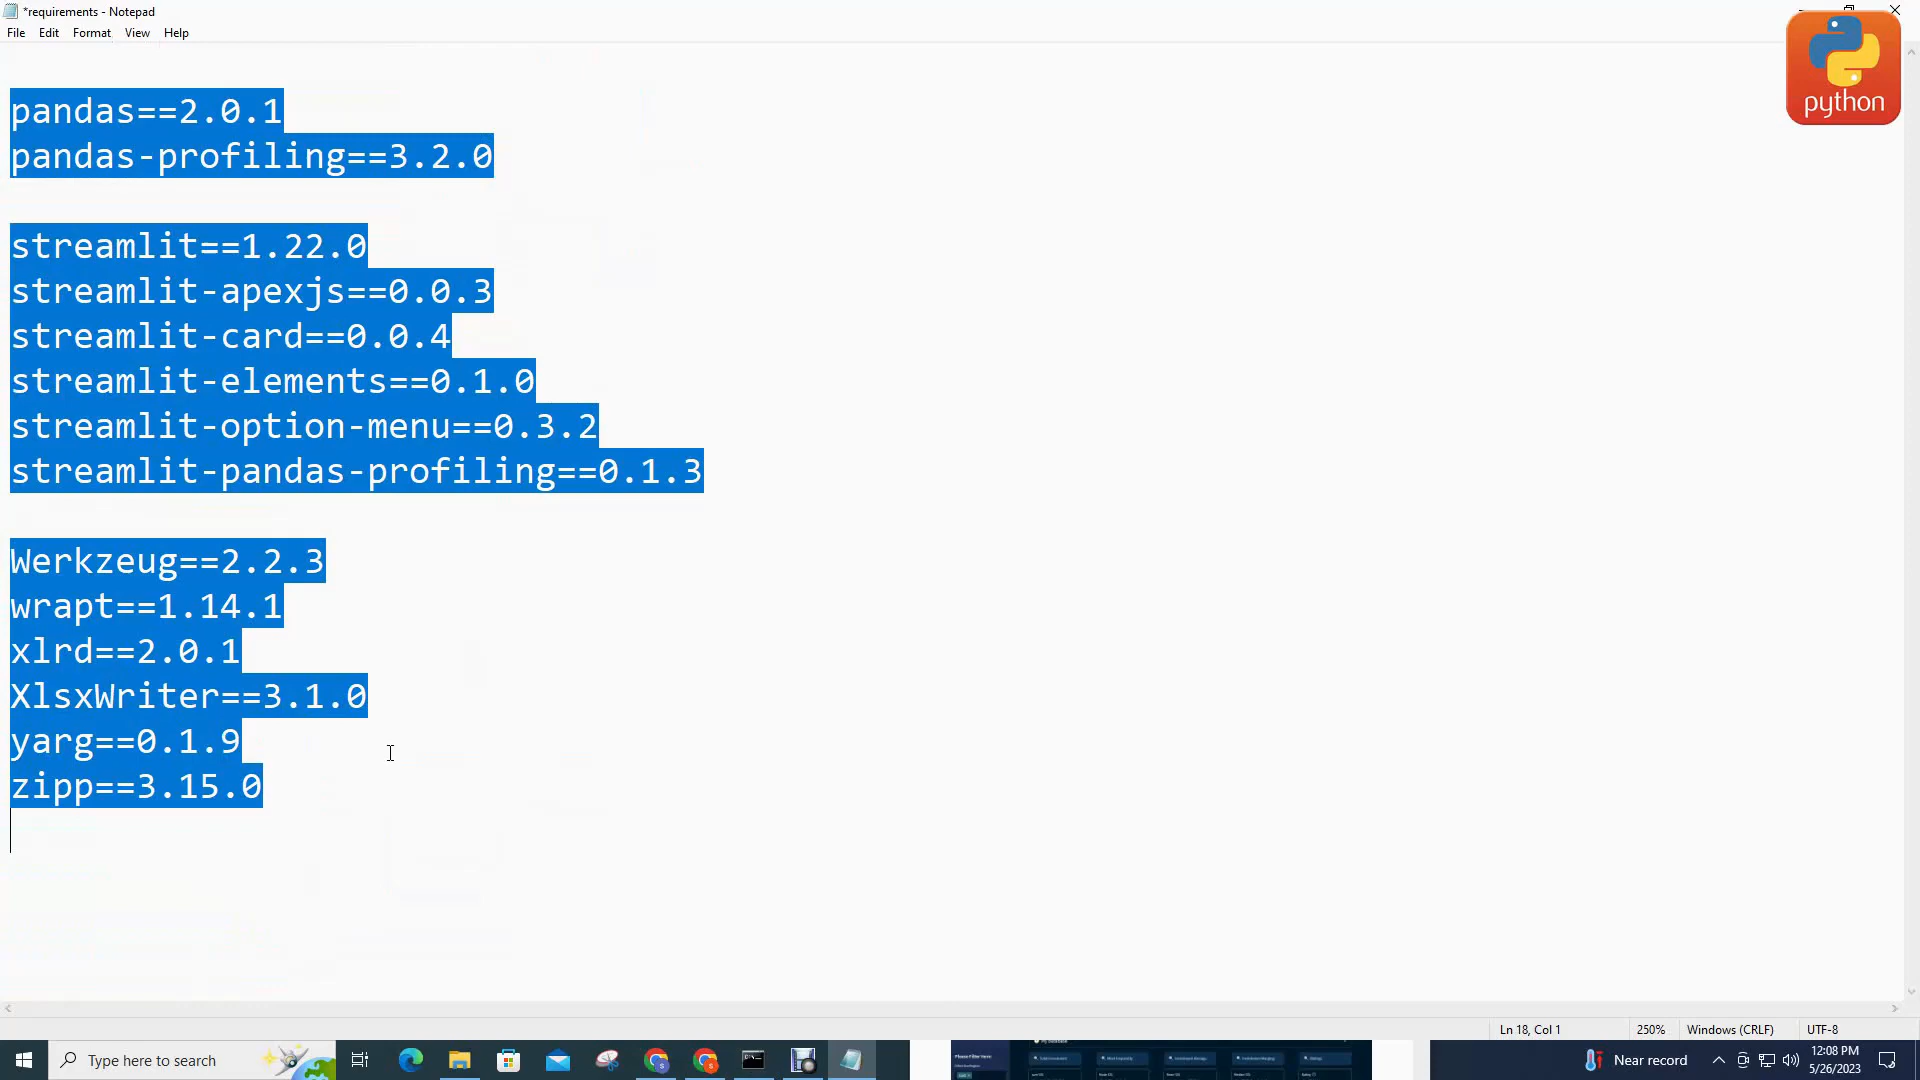 *requirements - Notepad
File Edit Format View Help
python
pandas==2.0.1
pandas-profiling==3.2.0
streamlit==1.22.0
streamlit-apexjs==0.0.3
streamlit-card==0.0.4
streamlit-elements==0.1.0
streamlit-option-menu==0.3.2
streamlit-pandas-profiling==0.1.3
Werkzeug==2.2.3
wrapt==1.14.1
xlrd==2.0.1
XlsxWriter==3.1.0
yarg==0.1.9
zipp==3.15.0
Ln 18, Col 1 250% Windows (CRLF) UTF-8
Type here to search
Near record
12:08 PM
5/26/2023